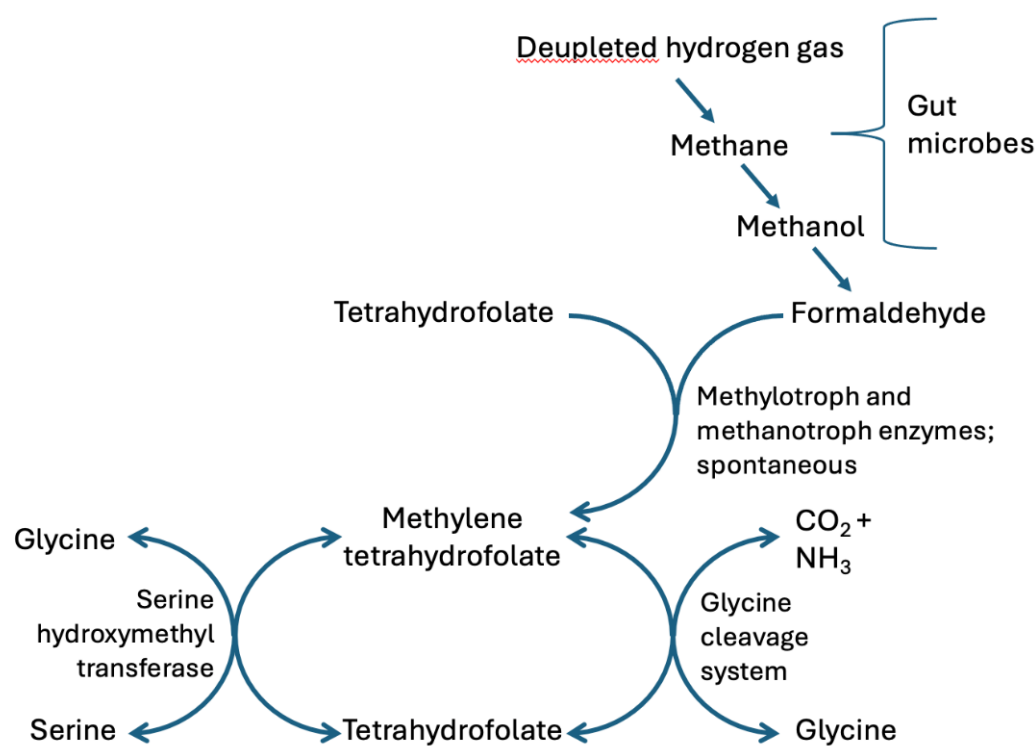 Deupleted hydrogen gas
Gut
microbes
Methane
Methanol
Tetrahydrofolate
Formaldehyde
Methylotroph and
methanotroph enzymes;
spontaneous
Glycine
Methylene
tetrahydrofolate
CO₂ +
NH₃
Serine
hydroxymethyl
transferase
Glycine
cleavage
system
Serine
Tetrahydrofolate
Glycine